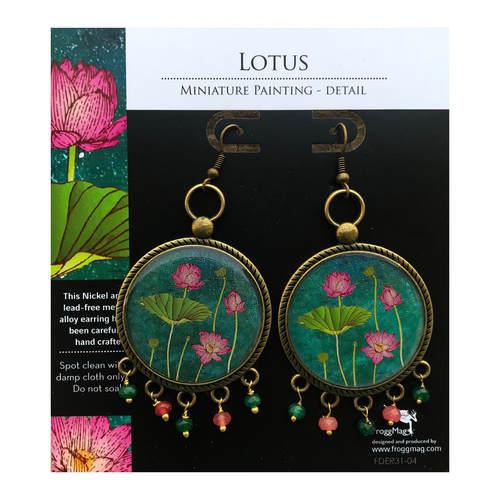 LOTUS
MINIATURE PAINTING - DETAIL
This Nickel an
lead-free me
alloy earring h
been careful
hand crafte
Spot clean wi
damp cloth only
Do not soa
froggMag
designed and produced by
www.froggmag.com
FDER31-04